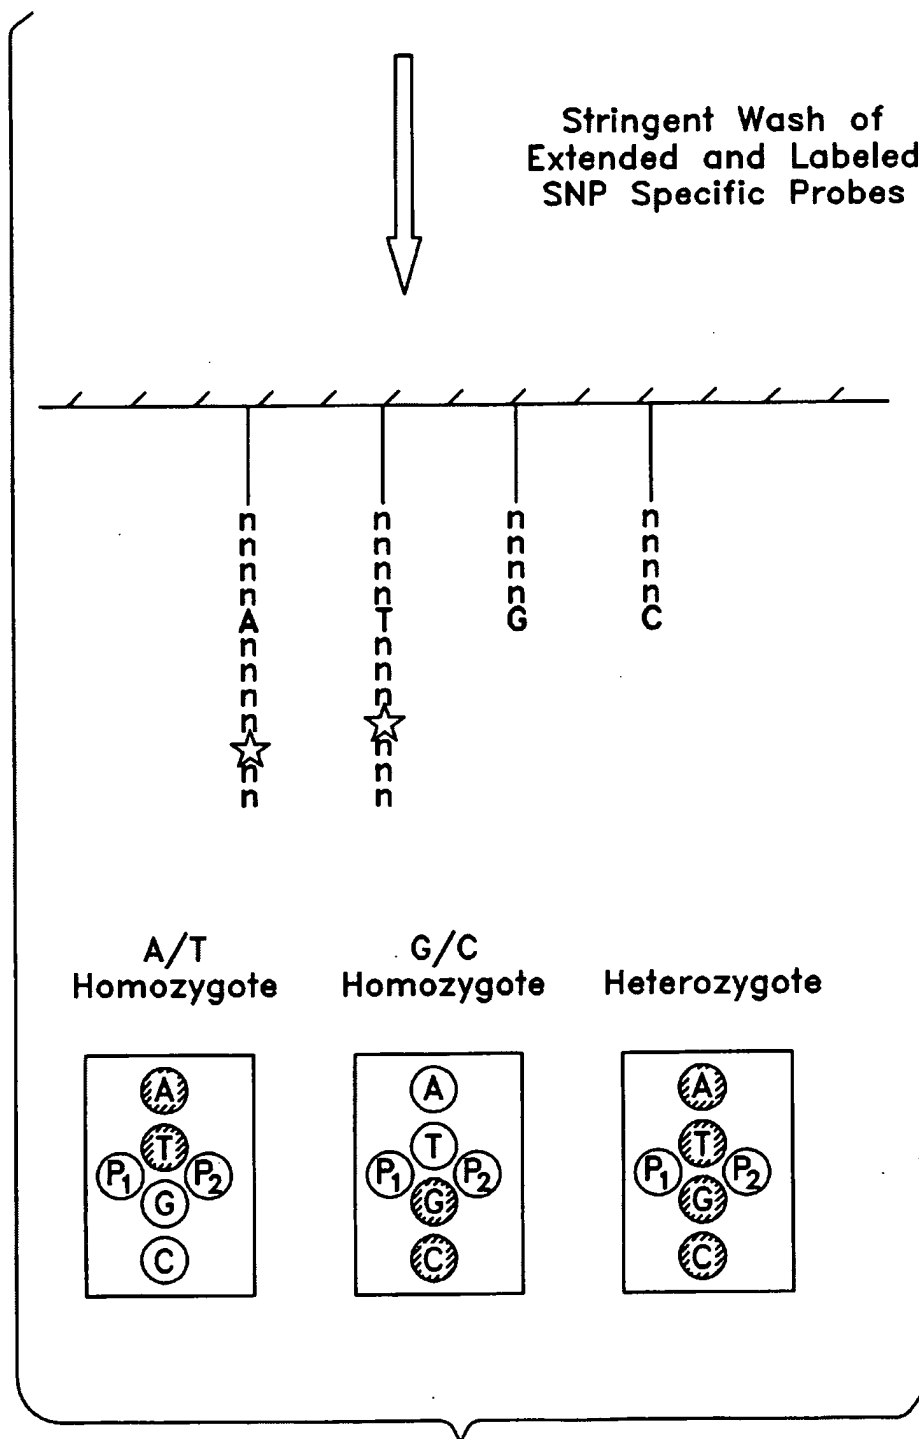 Stringent Wash of
Extended and Labeled
SNP Specific Probes
n n n n
n n n n
n n n n
n n n n
A T G C
n n
n n
n n
n
n
n n
n n
A/T
Homozygote
G/C
Homozygote
Heterozygote
A
T
P₁ P₂
G
C
A
T
P₁ P₂
G
C
A
T
P₁ P₂
G
C